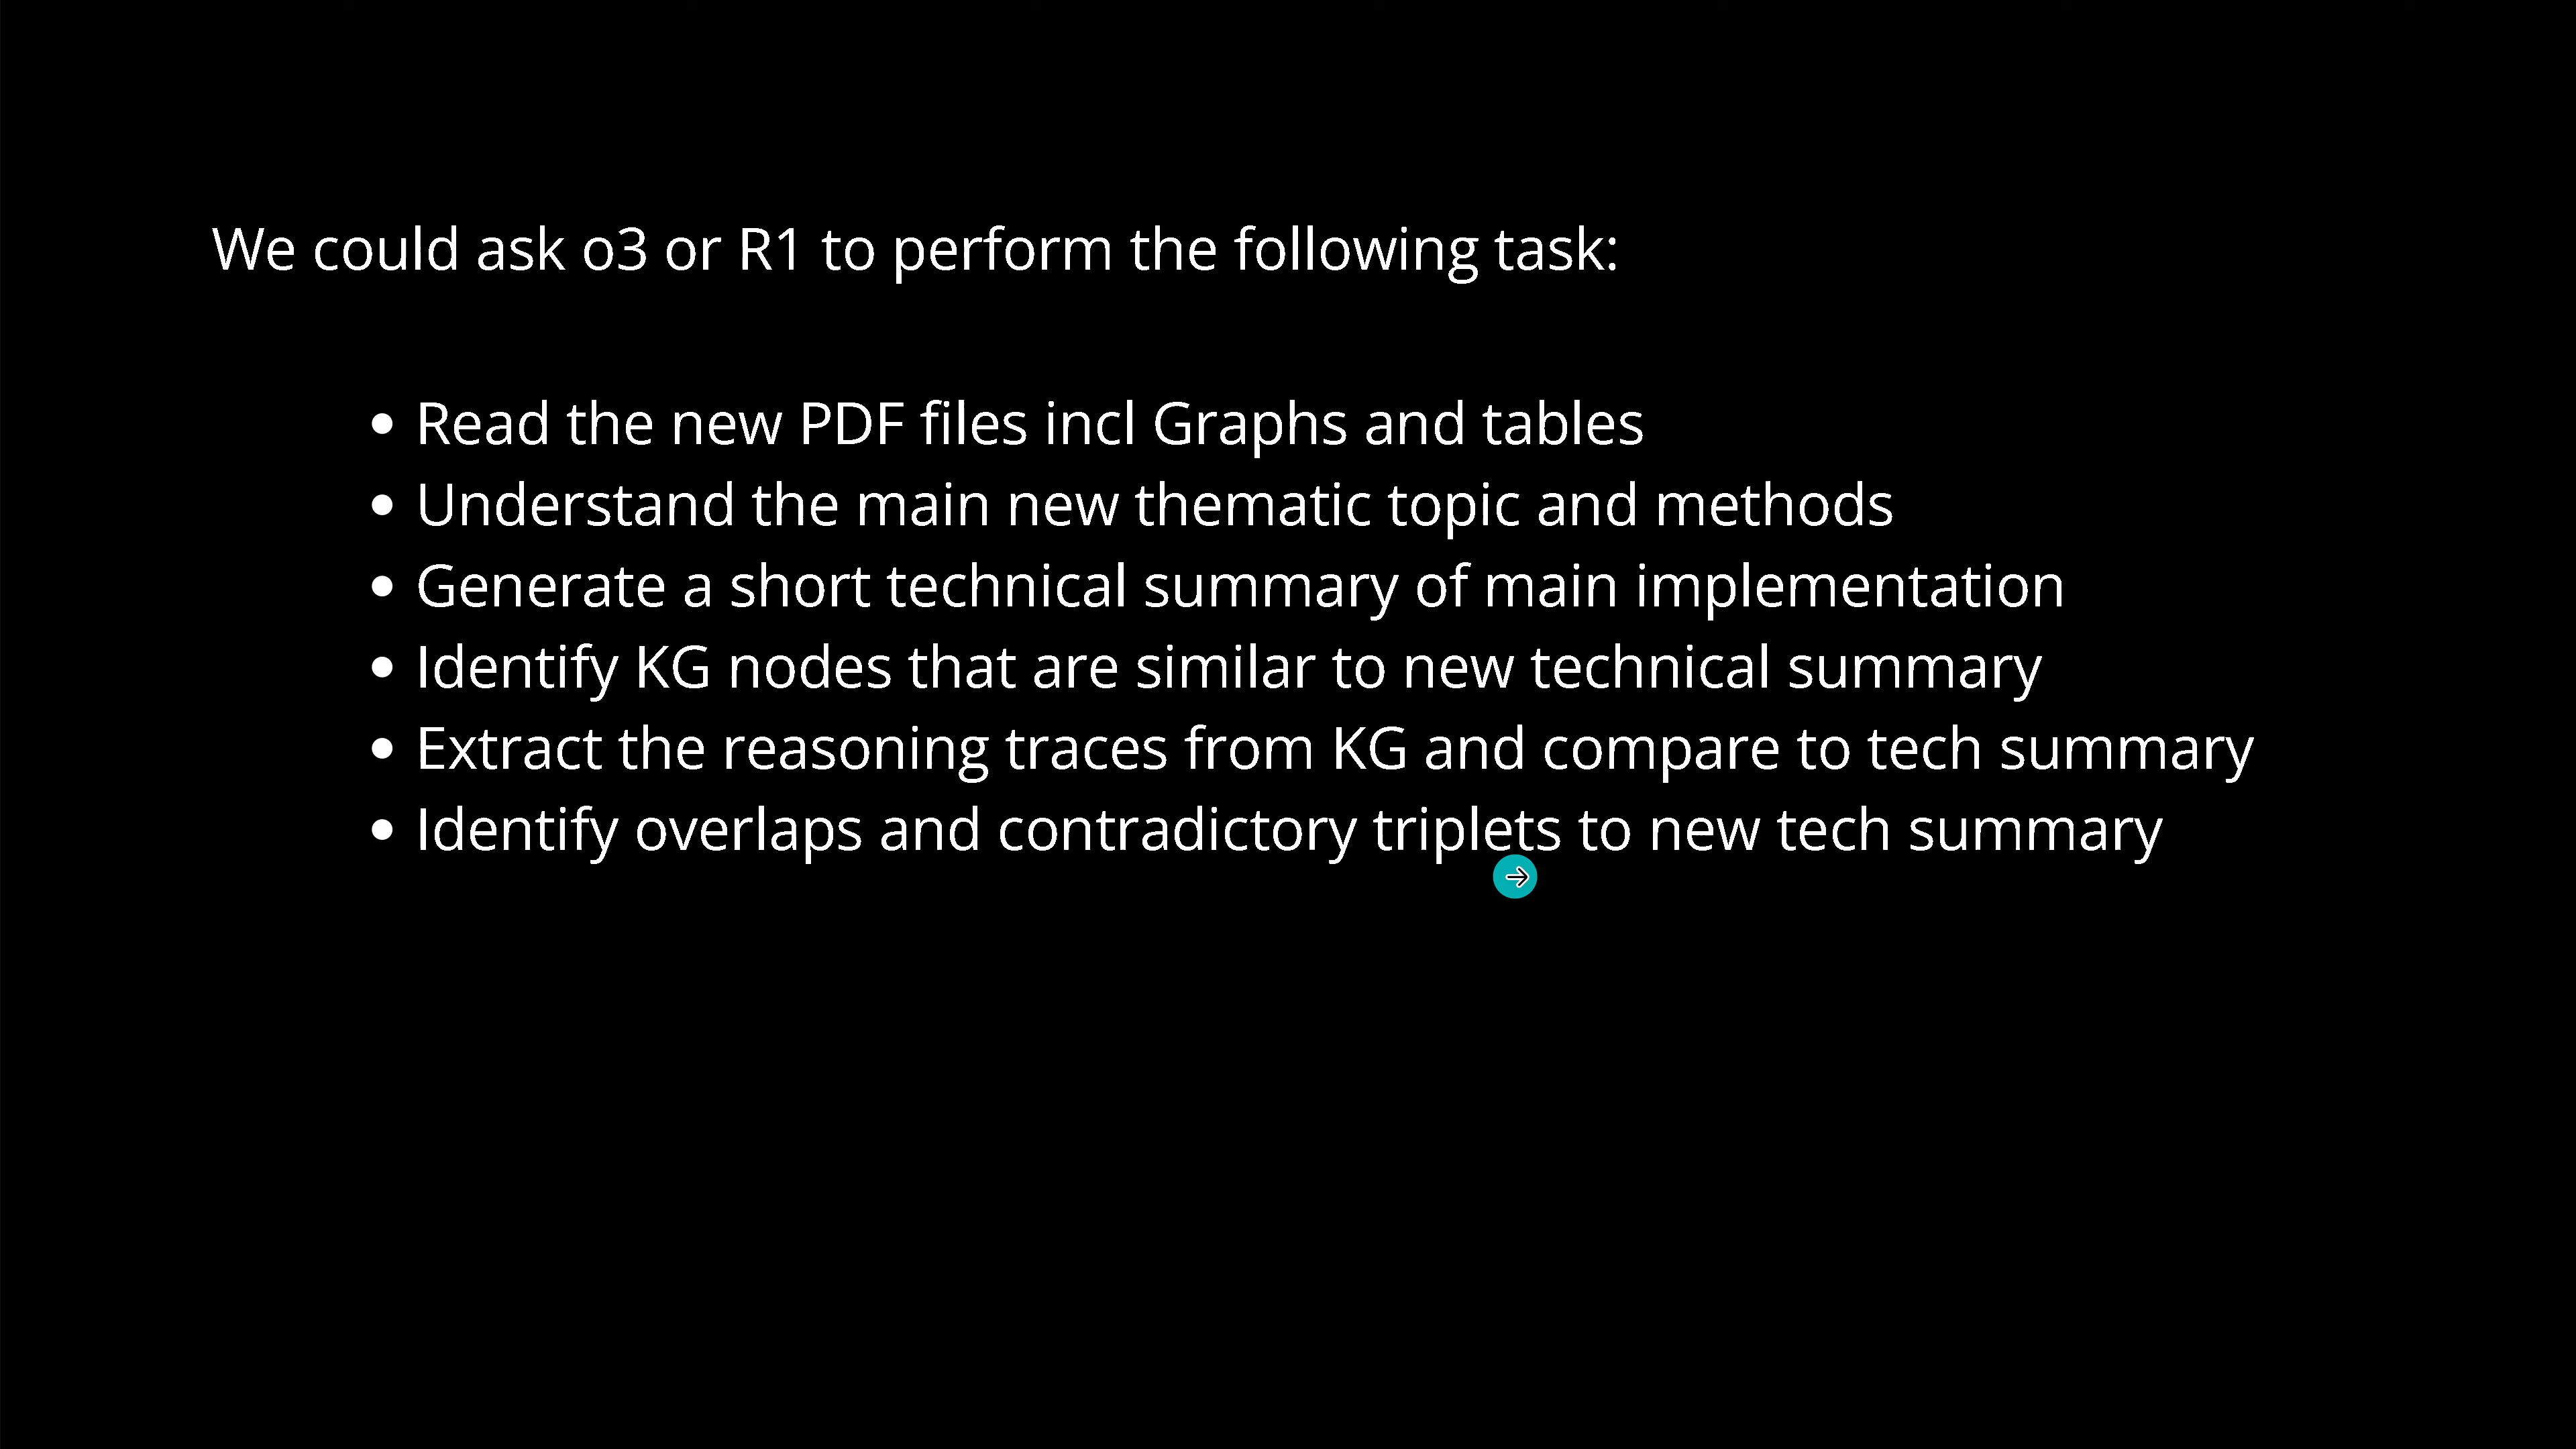 We could ask o3 or R1 to perform the following task:
• Read the new PDF files incl Graphs and tables
• Understand the main new thematic topic and methods
• Generate a short technical summary of main implementation
• Identify KG nodes that are similar to new technical summary
• Extract the reasoning traces from KG and compare to tech summary
• Identify overlaps and contradictory triplets to new tech summary